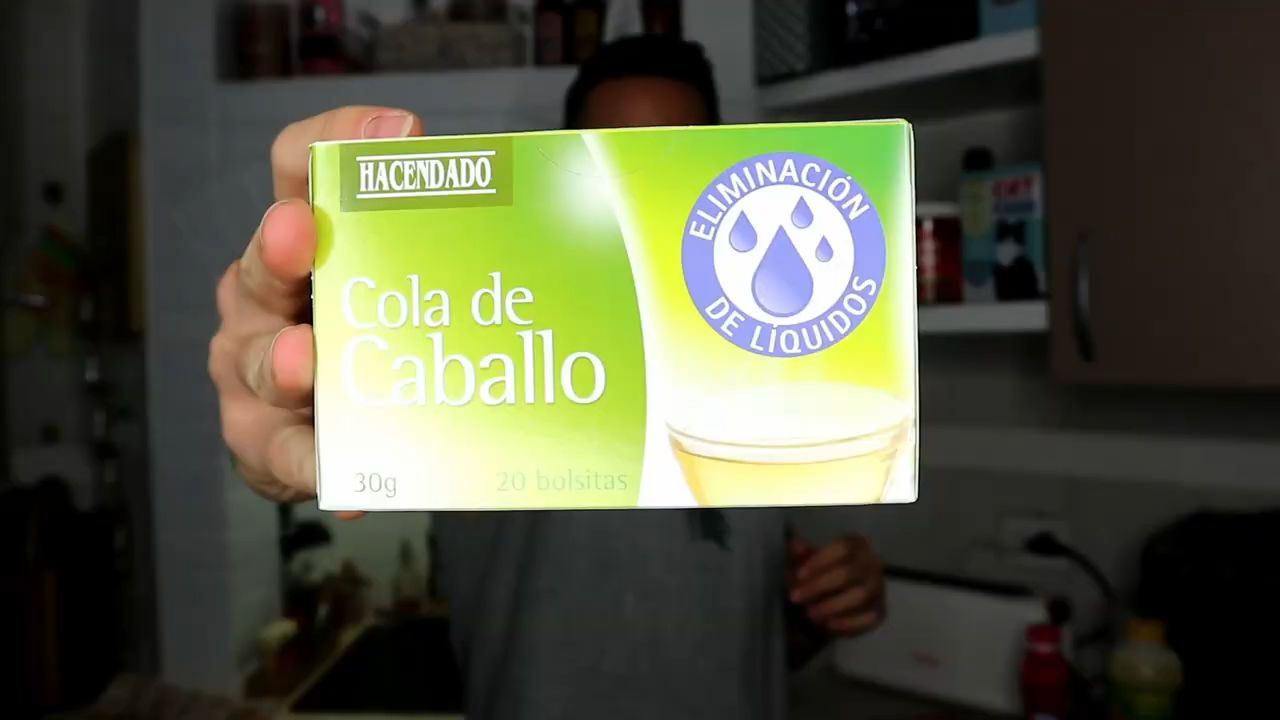 HACENDADO
ELIMINACIÓN
DE LÍQUIDOS
Cola de
Caballo
30g
20 bolsitas